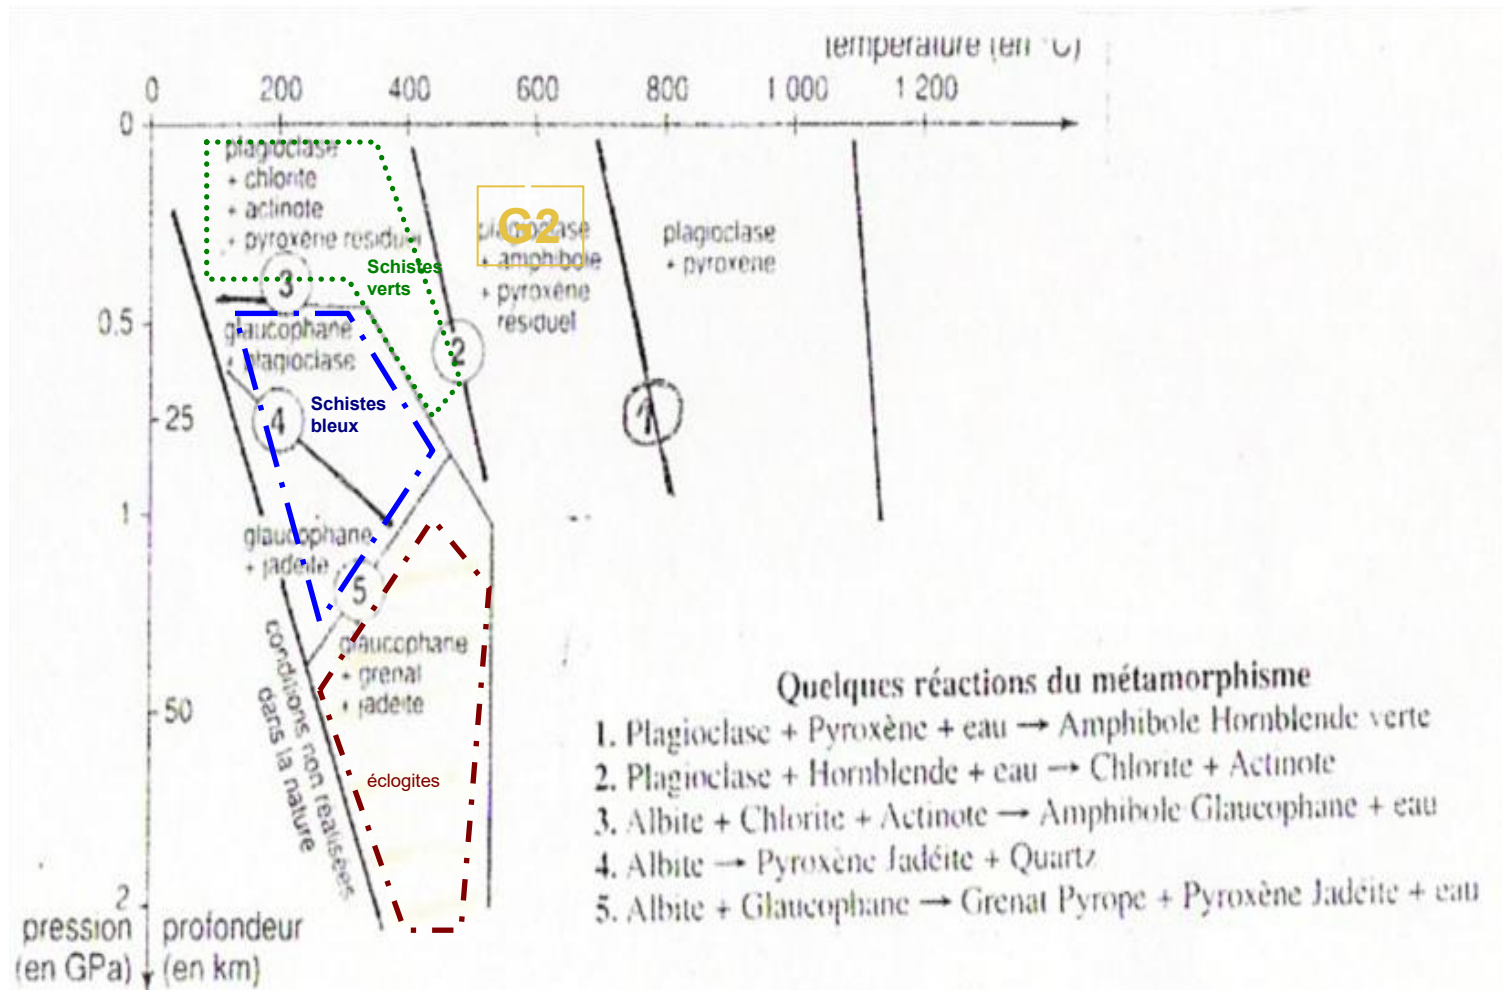 température (en °C)
0 200 400 600 800 1 000 1 200
0
plagioclase
+ chlorite
+ actinote
+ pyroxène résiduel
Schistes
verts
3
G2
plagioclase
+ amphibole
+ pyroxène
résiduel
plagioclase
+ pyroxène
0.5
glaucophane
+ plagioclase
2
Schistes
bleux
4
25
1
1
glaucophane
+ jadéite
5
glaucophane
+ grenat
+ jadéite
50
éclogites
conditions non réalisées
dans la nature
2
pression
(en GPa)
profondeur
(en km)
Quelques réactions du métamorphisme
1. Plagioclase + Pyroxène + eau → Amphibole Hornblende verte
2. Plagioclase + Hornblende + eau → Chlorite + Actinote
3. Albite + Chlorite + Actinote → Amphibole Glaucophane + eau
4. Albite → Pyroxène Jadéite + Quartz
5. Albite + Glaucophane → Grenat Pyrope + Pyroxène Jadéite + eau